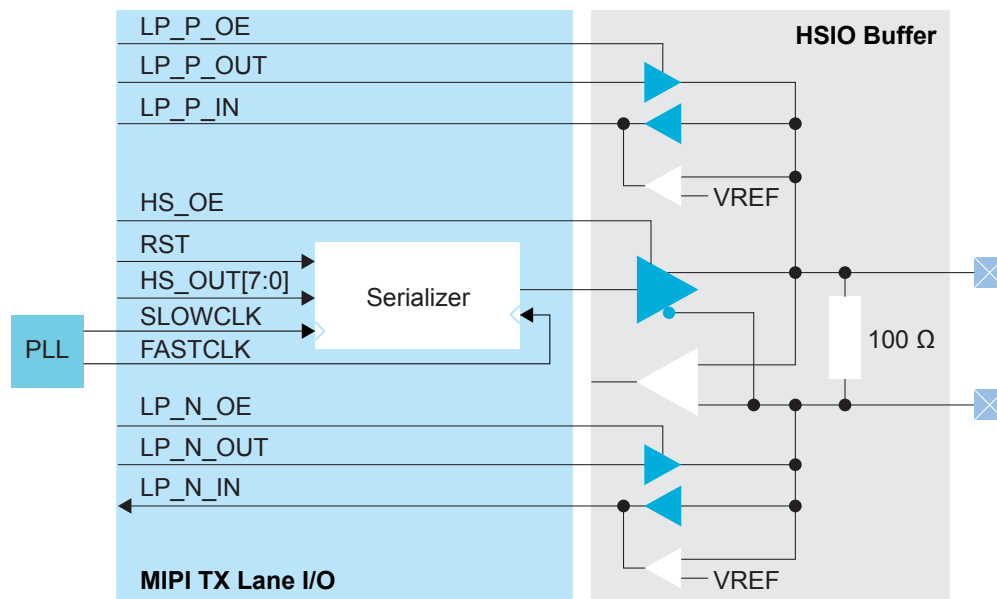 LP_P_OE
HSIO Buffer
LP_P_OUT
LP_P_IN
VREF
HS_OE
RST
HS_OUT[7:0]
Serializer
SLOWCLK
PLL
FASTCLK
100 Ω
LP_N_OE
LP_N_OUT
LP_N_IN
MIPI TX Lane I/O
VREF